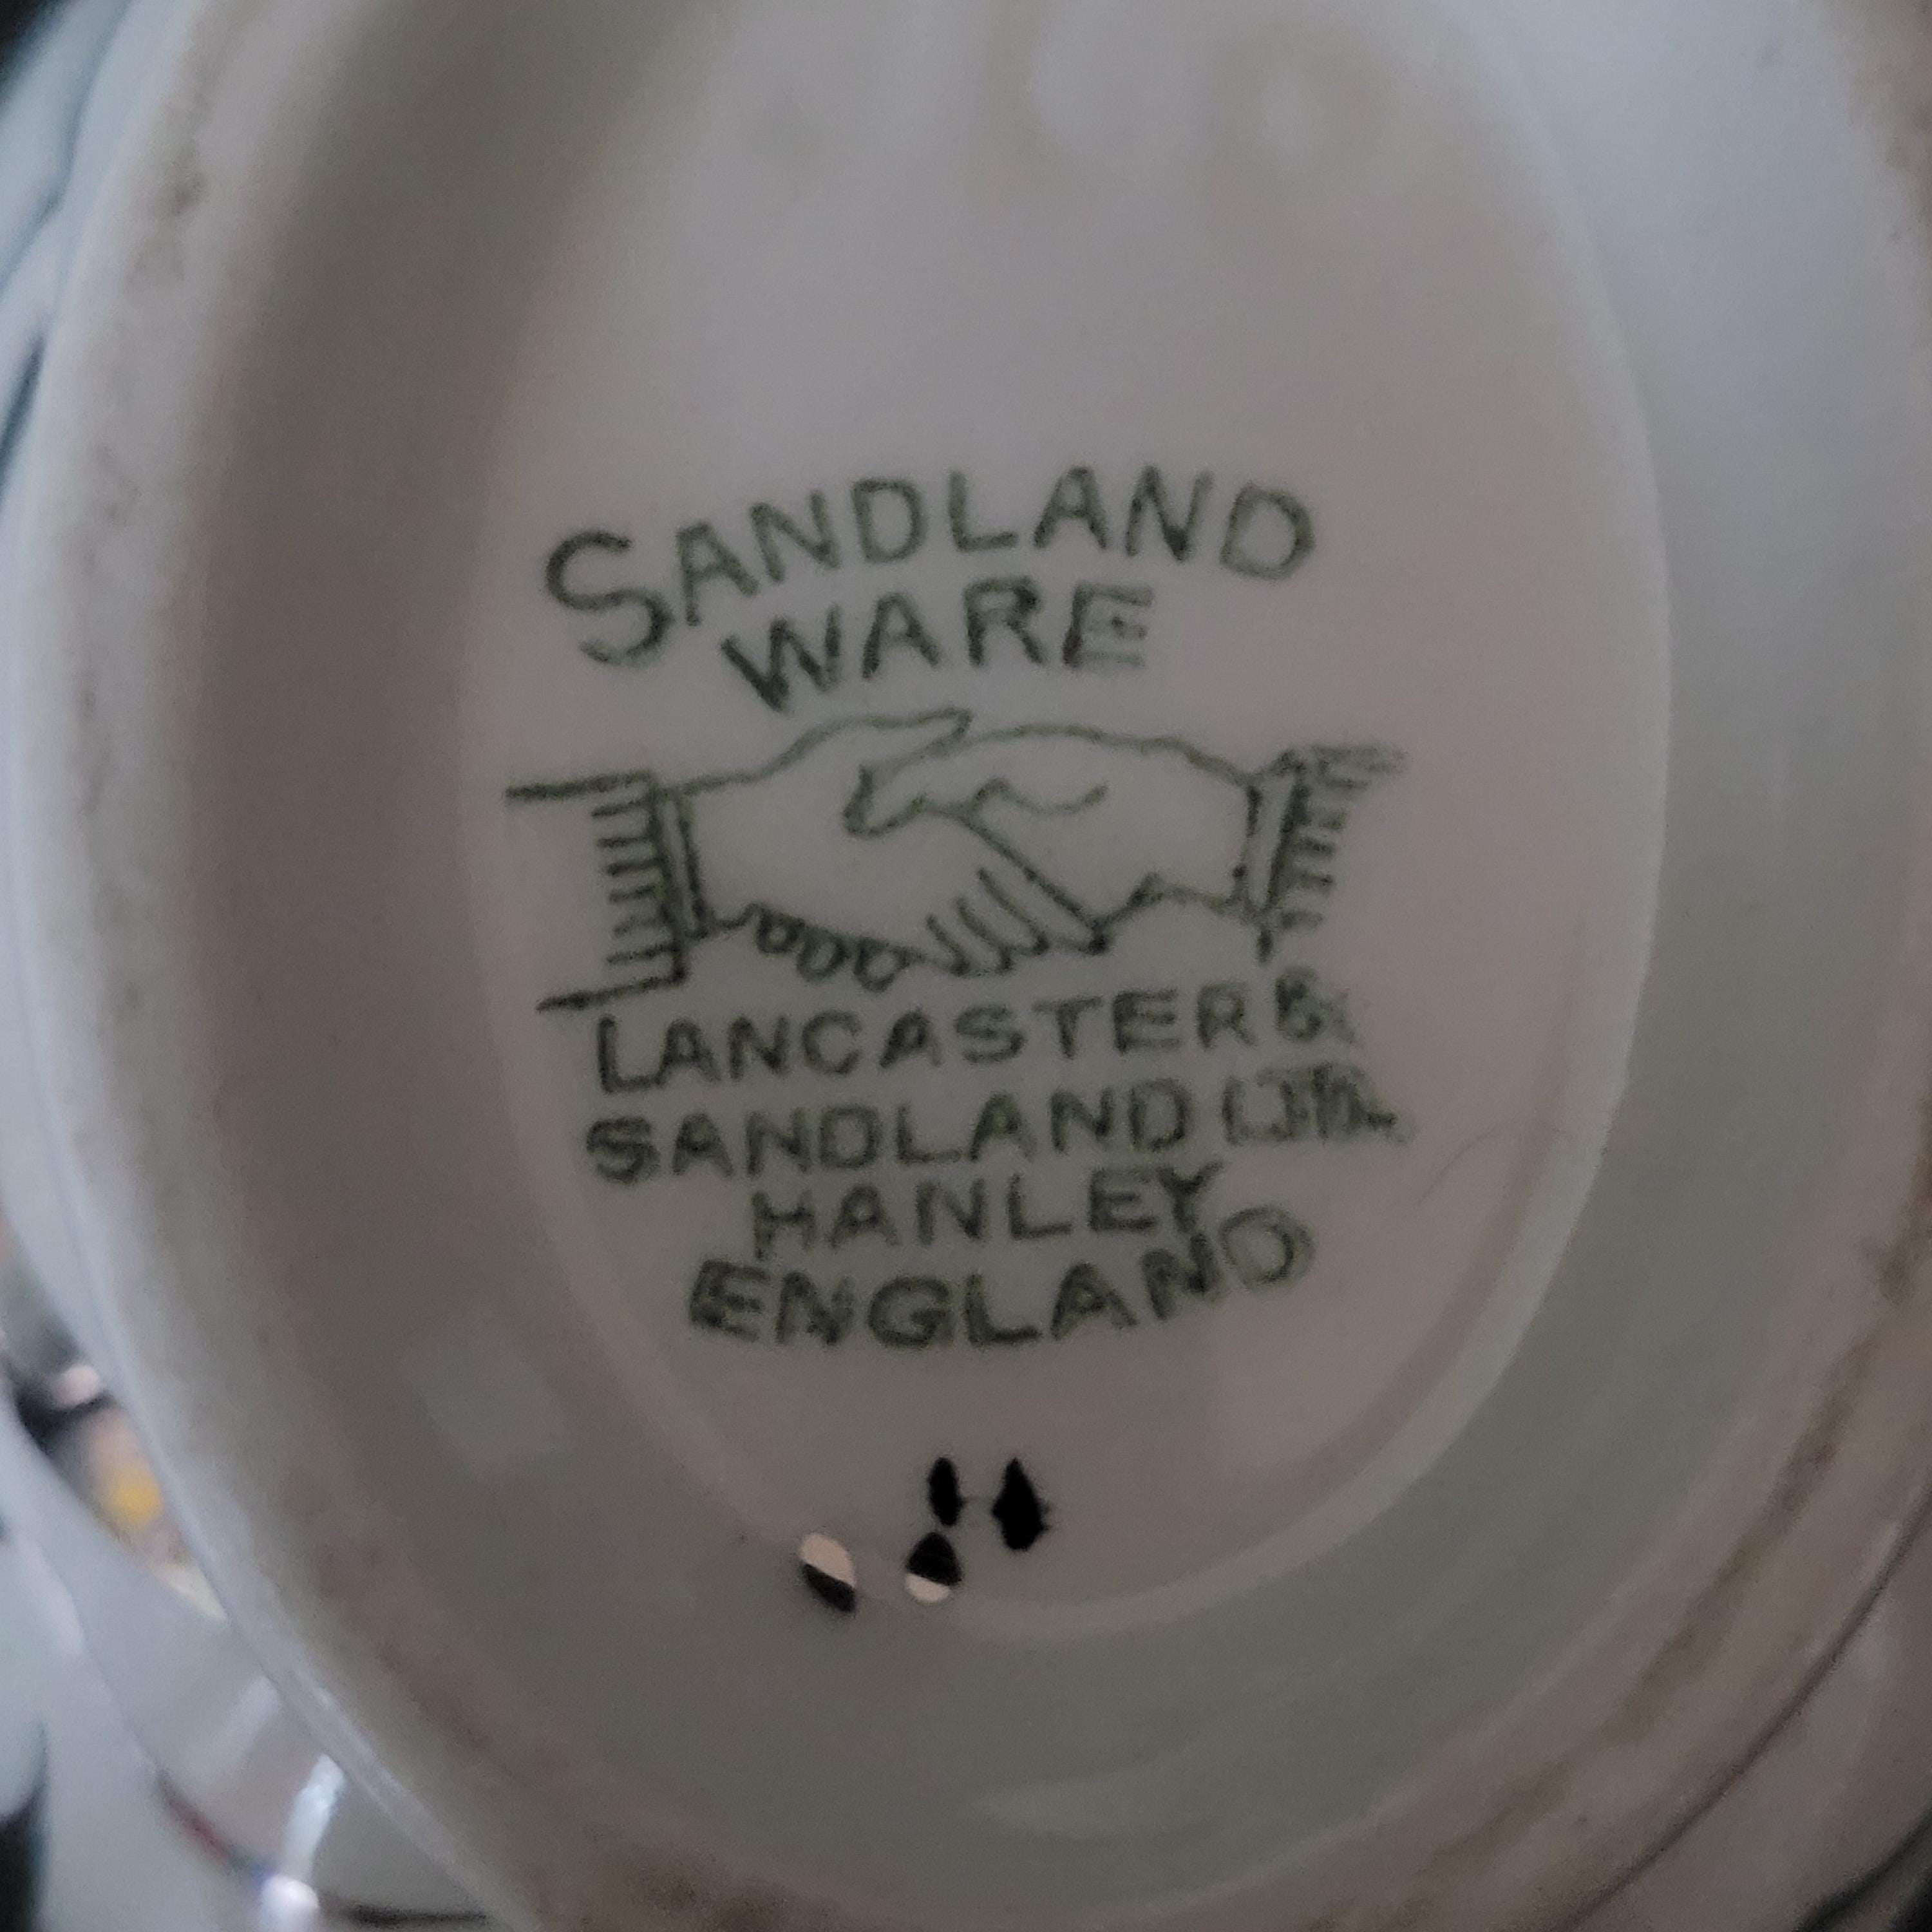 SANDLAND
WARE
LANCASTER &
SANDLAND LTD.
HANLEY
ENGLAND